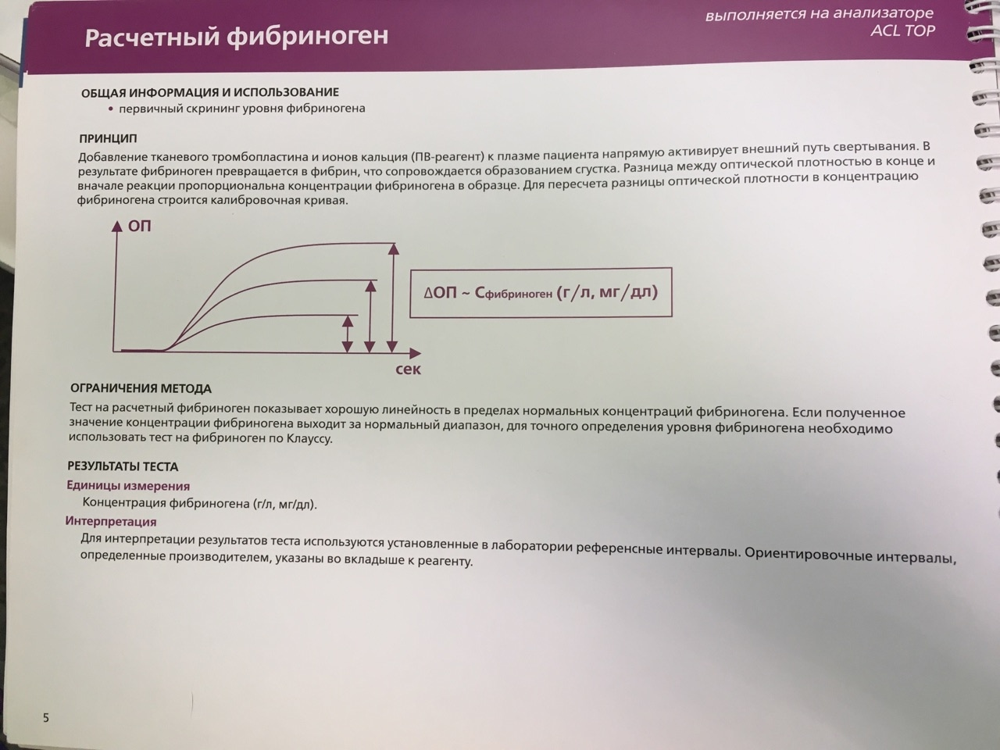 Расчетный фибриноген
выполняется на анализаторе
ACL TOP
ОБЩАЯ ИНФОРМАЦИЯ И ИСПОЛЬЗОВАНИЕ
• первичный скрининг уровня фибриногена
ПРИНЦИП
Добавление тканевого тромбопластина и ионов кальция (ПВ-реагент) к плазме пациента напрямую активирует внешний путь свертывания. В
результате фибриноген превращается в фибрин, что сопровождается образованием сгустка. Разница между оптической плотностью в конце и
вначале реакции пропорциональна концентрации фибриногена в образце. Для пересчета разницы оптической плотности в концентрацию
фибриногена строится калибровочная кривая.
ОП
ΔОП ~ Сфибриноген (г/л, мг/дл)
сек
ОГРАНИЧЕНИЯ МЕТОДА
Тест на расчетный фибриноген показывает хорошую линейность в пределах нормальных концентраций фибриногена. Если полученное
значение концентрации фибриногена выходит за нормальный диапазон, для точного определения уровня фибриногена необходимо
использовать тест на фибриноген по Клауссу.
РЕЗУЛЬТАТЫ ТЕСТА
Единицы измерения
Концентрация фибриногена (г/л, мг/дл).
Интерпретация
Для интерпретации результатов теста используются установленные в лаборатории референсные интервалы. Ориентировочные интервалы,
определенные производителем, указаны во вкладыше к реагенту.
5